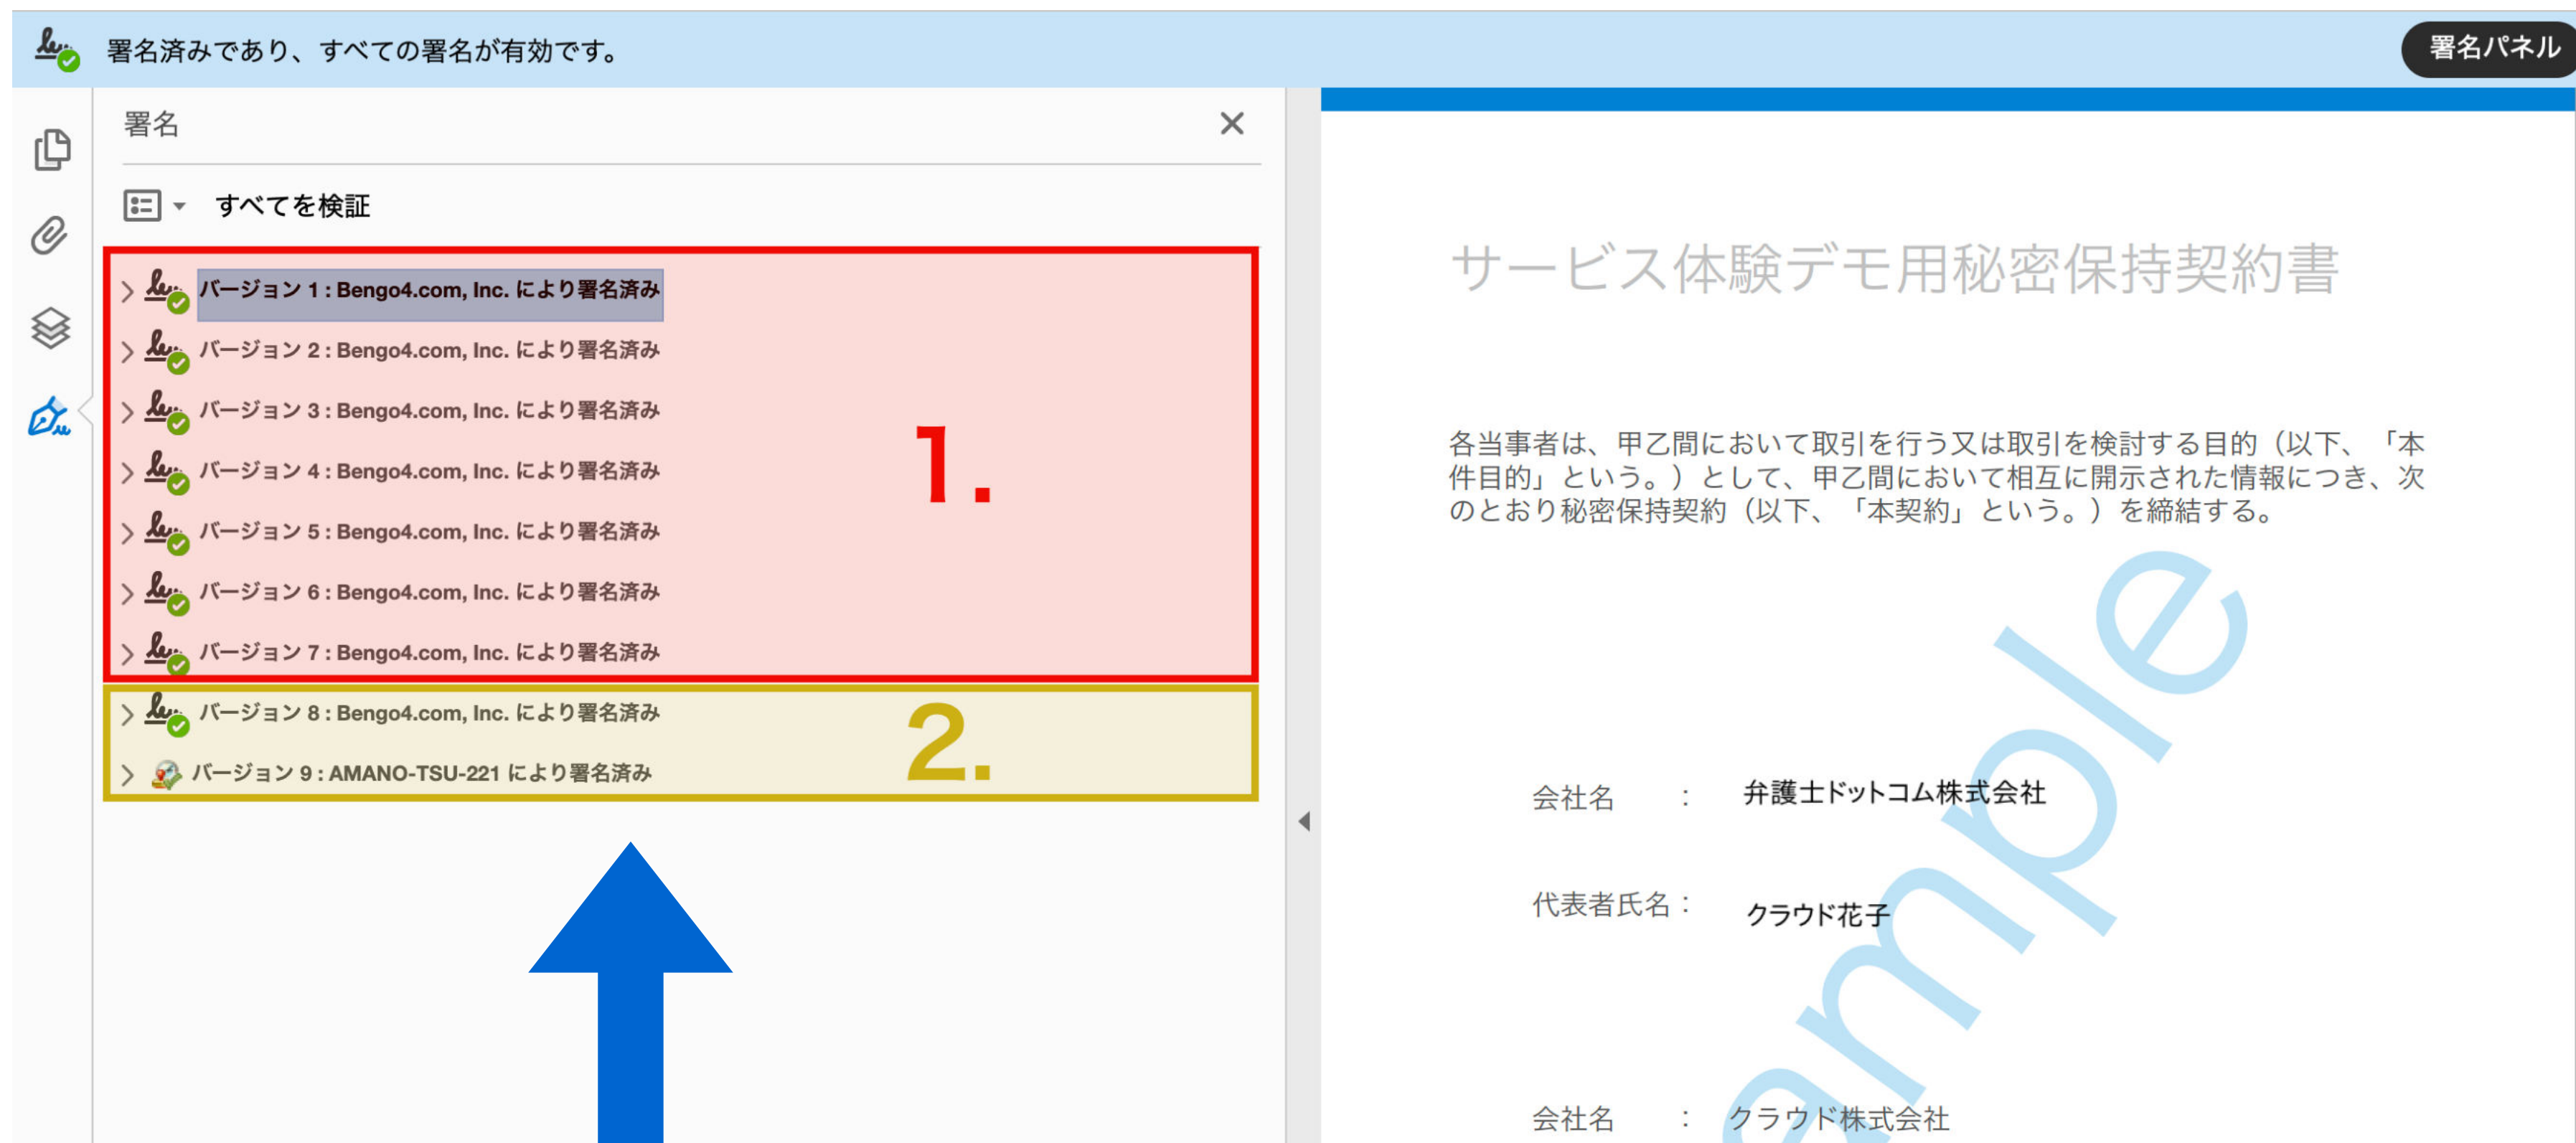 署名済みであり、すべての署名が有効です。
署名パネル
署名
すべてを検証
バージョン 1 : Bengo4.com, Inc. により署名済み
バージョン 2 : Bengo4.com, Inc. により署名済み
バージョン 3 : Bengo4.com, Inc. により署名済み
バージョン 4 : Bengo4.com, Inc. により署名済み
バージョン 5 : Bengo4.com, Inc. により署名済み
バージョン 6 : Bengo4.com, Inc. により署名済み
バージョン 7 : Bengo4.com, Inc. により署名済み
1.
バージョン 8 : Bengo4.com, Inc. により署名済み
バージョン 9 : AMANO-TSU-221 により署名済み
2.
サービス体験デモ用秘密保持契約書
各当事者は、甲乙間において取引を行う又は取引を検討する目的（以下、「本
件目的」という。）として、甲乙間において相互に開示された情報につき、次
のとおり秘密保持契約（以下、「本契約」という。）を締結する。
会社名 : 弁護士ドットコム株式会社
代表者氏名： クラウド花子
会社名 : クラウド株式会社
ample